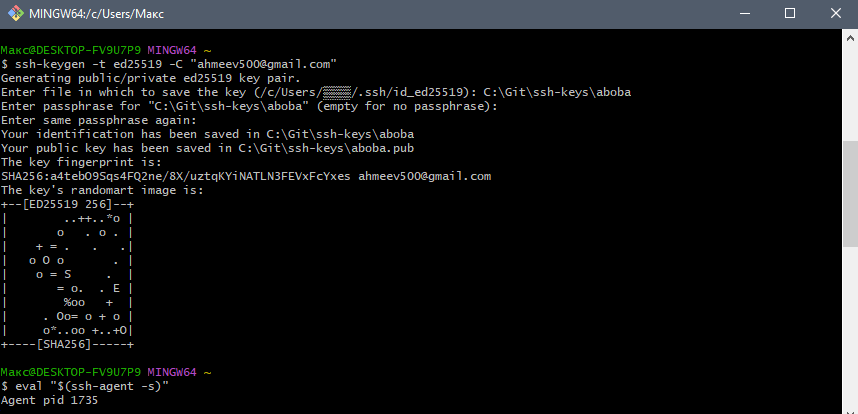 MINGW64:/c/Users/Макс
Макс@DESKTOP-FV9U7P9 MINGW64 ~
$ ssh-keygen -t ed25519 -C "ahmeev500@gmail.com"
Generating public/private ed25519 key pair.
Enter file in which to save the key (/c/Users/▒▒▒▒/.ssh/id_ed25519): C:\Git\ssh-keys\aboba
Enter passphrase for "C:\Git\ssh-keys\aboba" (empty for no passphrase):
Enter same passphrase again:
Your identification has been saved in C:\Git\ssh-keys\aboba
Your public key has been saved in C:\Git\ssh-keys\aboba.pub
The key fingerprint is:
SHA256:a4tebO9Sqs4FQ2ne/8X/uztqKYiNATLN3FEVxFcYxes ahmeev500@gmail.com
The key's randomart image is:
+--[ED25519 256]--+
|        ..++..*o |
|       o   . o . |
|    + = .   .   .|
|   o O o       . |
|    o = S     .  |
|       = o.  . E |
|        %oo   +  |
|     . Oo= o + o |
|     o*..oo +..+O|
+----[SHA256]-----+
Макс@DESKTOP-FV9U7P9 MINGW64 ~
$ eval "$(ssh-agent -s)"
Agent pid 1735